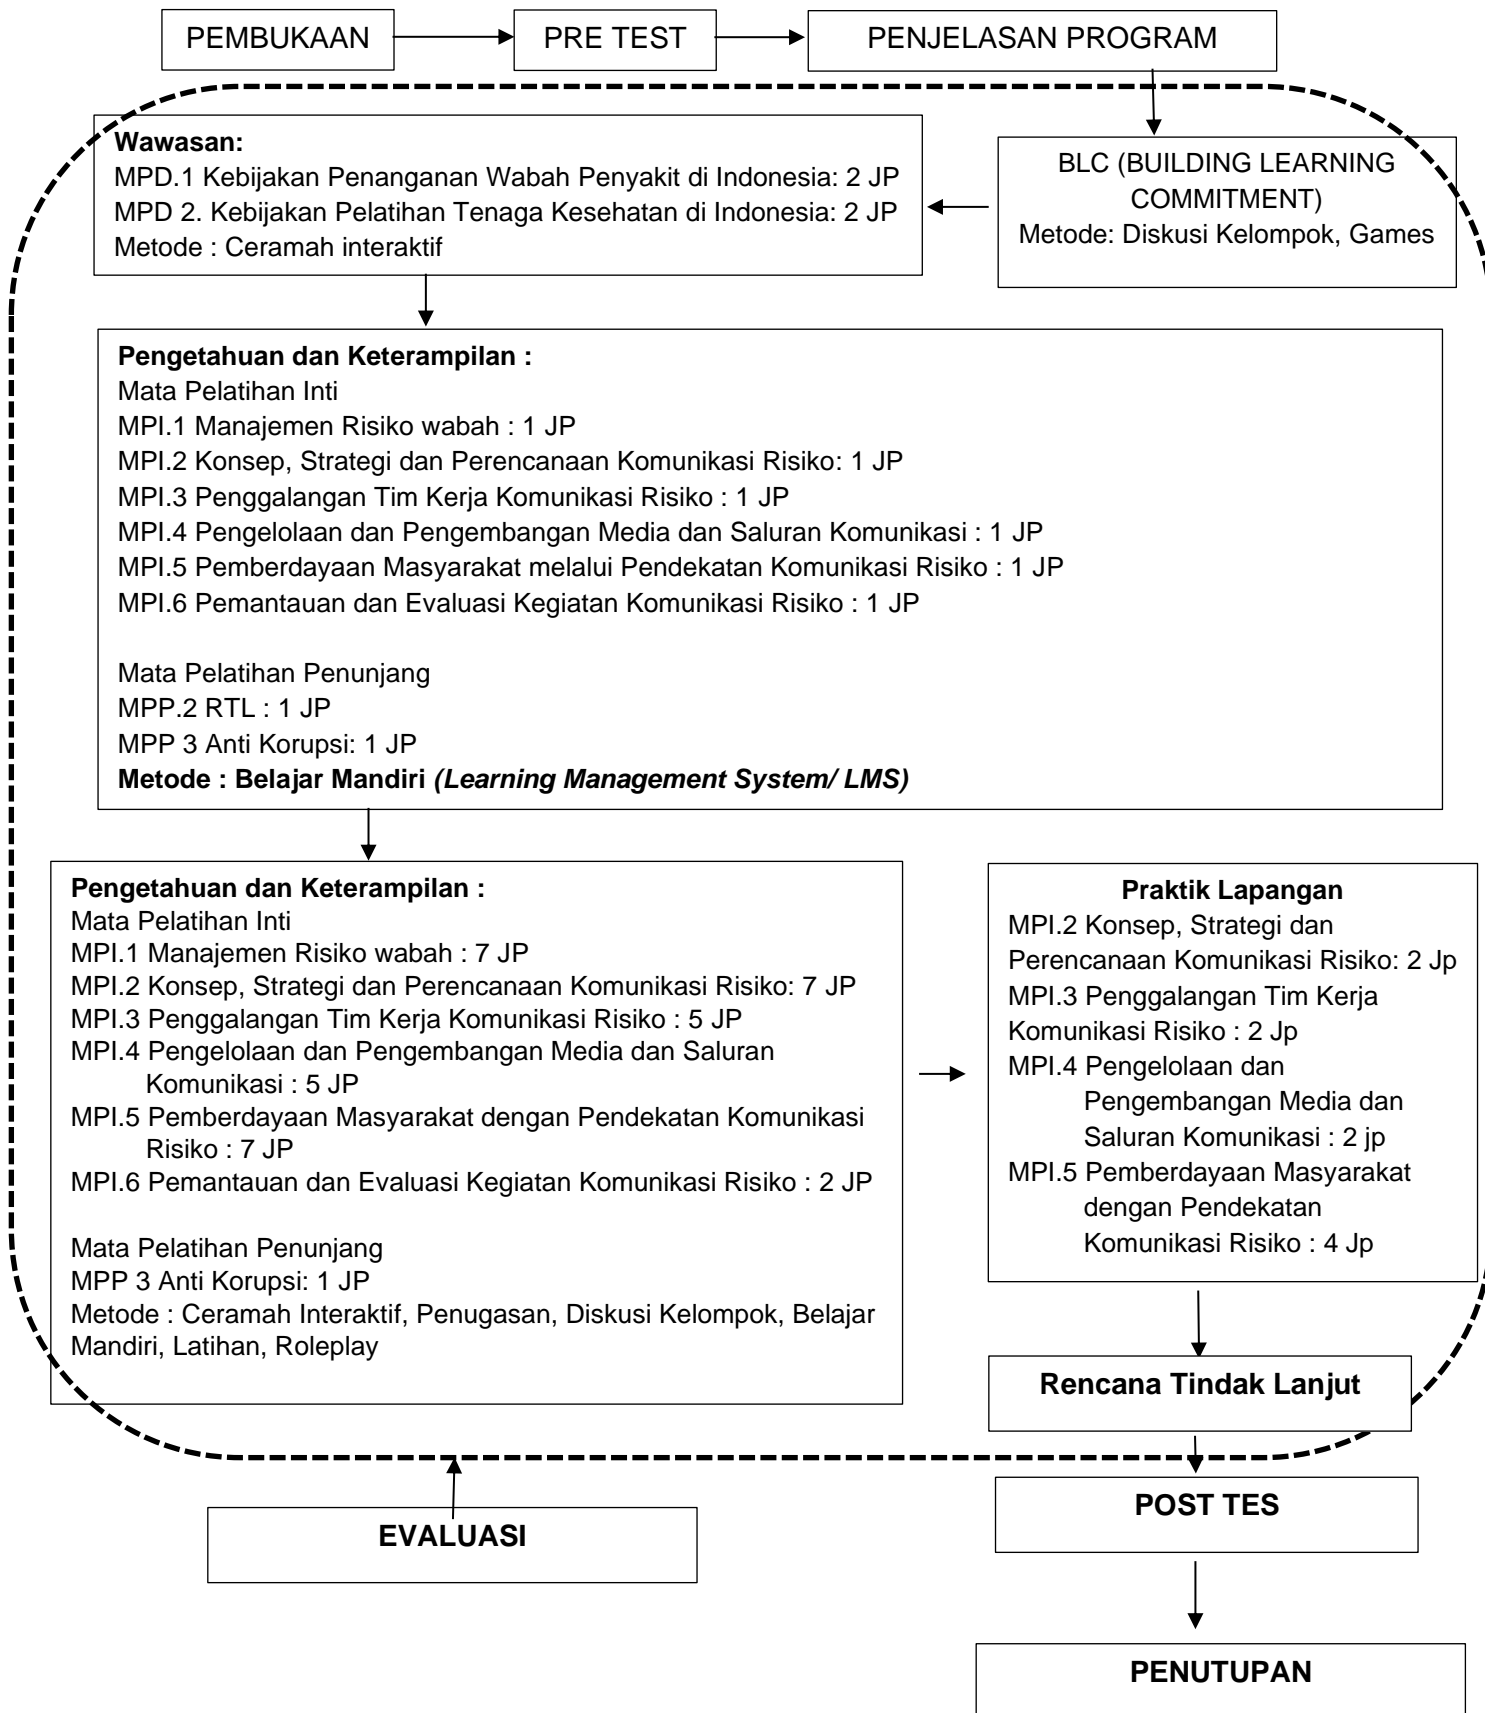 PEMBUKAAN
PRE TEST
PENJELASAN PROGRAM
BLC (BUILDING LEARNING
COMMITMENT)
Metode: Diskusi Kelompok, Games
Wawasan:
MPD.1 Kebijakan Penanganan Wabah Penyakit di Indonesia: 2 JP
MPD 2. Kebijakan Pelatihan Tenaga Kesehatan di Indonesia: 2 JP
Metode : Ceramah interaktif
Pengetahuan dan Keterampilan :
Mata Pelatihan Inti
MPI.1 Manajemen Risiko wabah : 1 JP
MPI.2 Konsep, Strategi dan Perencanaan Komunikasi Risiko: 1 JP
MPI.3 Penggalangan Tim Kerja Komunikasi Risiko : 1 JP
MPI.4 Pengelolaan dan Pengembangan Media dan Saluran Komunikasi : 1 JP
MPI.5 Pemberdayaan Masyarakat melalui Pendekatan Komunikasi Risiko : 1 JP
MPI.6 Pemantauan dan Evaluasi Kegiatan Komunikasi Risiko : 1 JP
Mata Pelatihan Penunjang
MPP.2 RTL : 1 JP
MPP 3 Anti Korupsi: 1 JP
Metode : Belajar Mandiri (Learning Management System/ LMS)
Pengetahuan dan Keterampilan :
Mata Pelatihan Inti
MPI.1 Manajemen Risiko wabah : 7 JP
MPI.2 Konsep, Strategi dan Perencanaan Komunikasi Risiko: 7 JP
MPI.3 Penggalangan Tim Kerja Komunikasi Risiko : 5 JP
MPI.4 Pengelolaan dan Pengembangan Media dan Saluran
Komunikasi : 5 JP
MPI.5 Pemberdayaan Masyarakat dengan Pendekatan Komunikasi
Risiko : 7 JP
MPI.6 Pemantauan dan Evaluasi Kegiatan Komunikasi Risiko : 2 JP
Mata Pelatihan Penunjang
MPP 3 Anti Korupsi: 1 JP
Metode : Ceramah Interaktif, Penugasan, Diskusi Kelompok, Belajar
Mandiri, Latihan, Roleplay
Praktik Lapangan
MPI.2 Konsep, Strategi dan
Perencanaan Komunikasi Risiko: 2 Jp
MPI.3 Penggalangan Tim Kerja
Komunikasi Risiko : 2 Jp
MPI.4 Pengelolaan dan
Pengembangan Media dan
Saluran Komunikasi : 2 jp
MPI.5 Pemberdayaan Masyarakat
dengan Pendekatan
Komunikasi Risiko : 4 Jp
Rencana Tindak Lanjut
POST TES
EVALUASI
PENUTUPAN